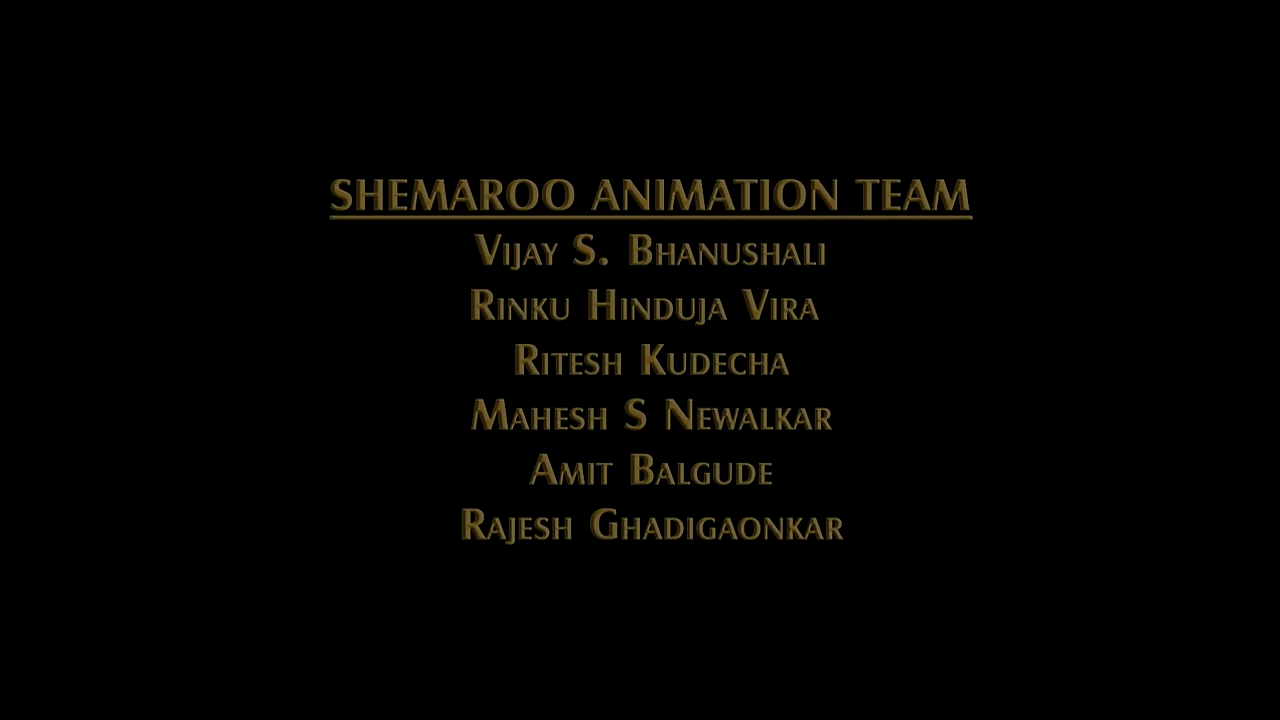 SHEMAROO ANIMATION TEAM
VIJAY S. BHANUSHALI
RINKU HINDUJA VIRA
RITESH KUDECHA
MAHESH S NEWALKAR
AMIT BALGUDE
RAJESH GHADIGAONKAR